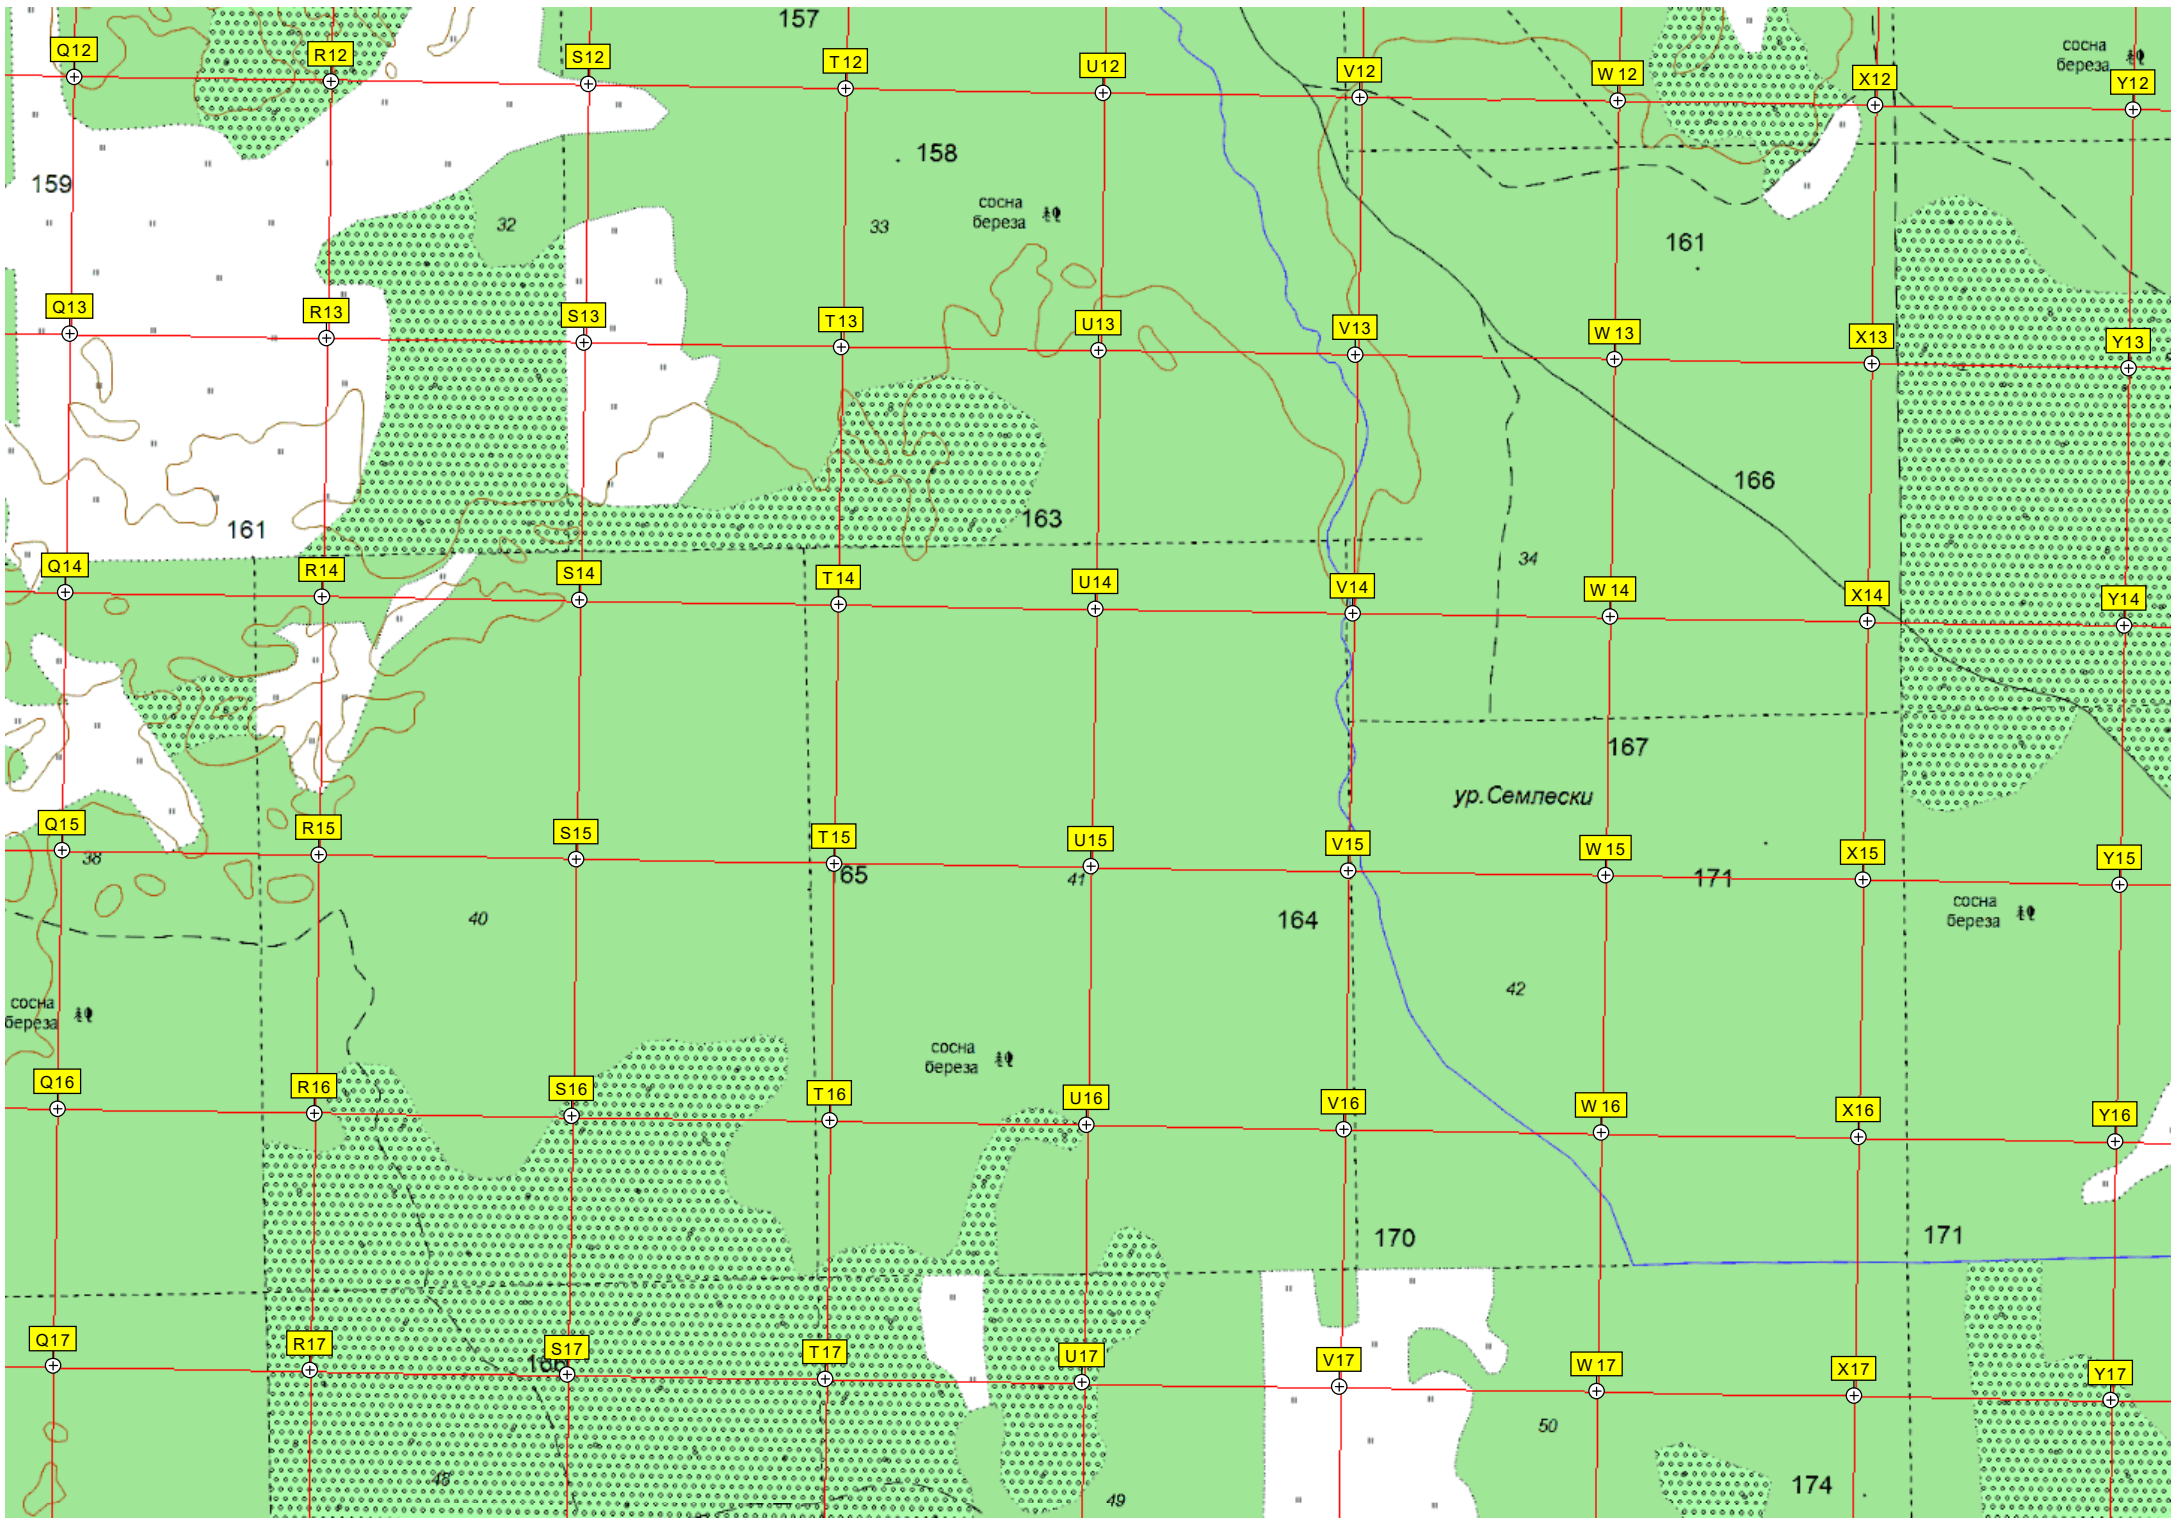 157
Q12
R12
S12
T12
U12
V12
W12
X12
Y12
сосна
береза
158
159
сосна
береза
32
33
161
Q13
R13
S13
T13
U13
V13
W13
X13
Y13
166
161
163
34
Q14
R14
S14
T14
U14
V14
W14
X14
Y14
167
ур.Семлески
Q15
R15
S15
T15
U15
V15
W15
X15
Y15
38
65
41
171
40
164
сосна
береза
42
сосна
береза
сосна
береза
Q16
R16
S16
T16
U16
V16
W16
X16
Y16
170
171
Q17
R17
S17
T17
U17
V17
W17
X17
Y17
50
48
49
174